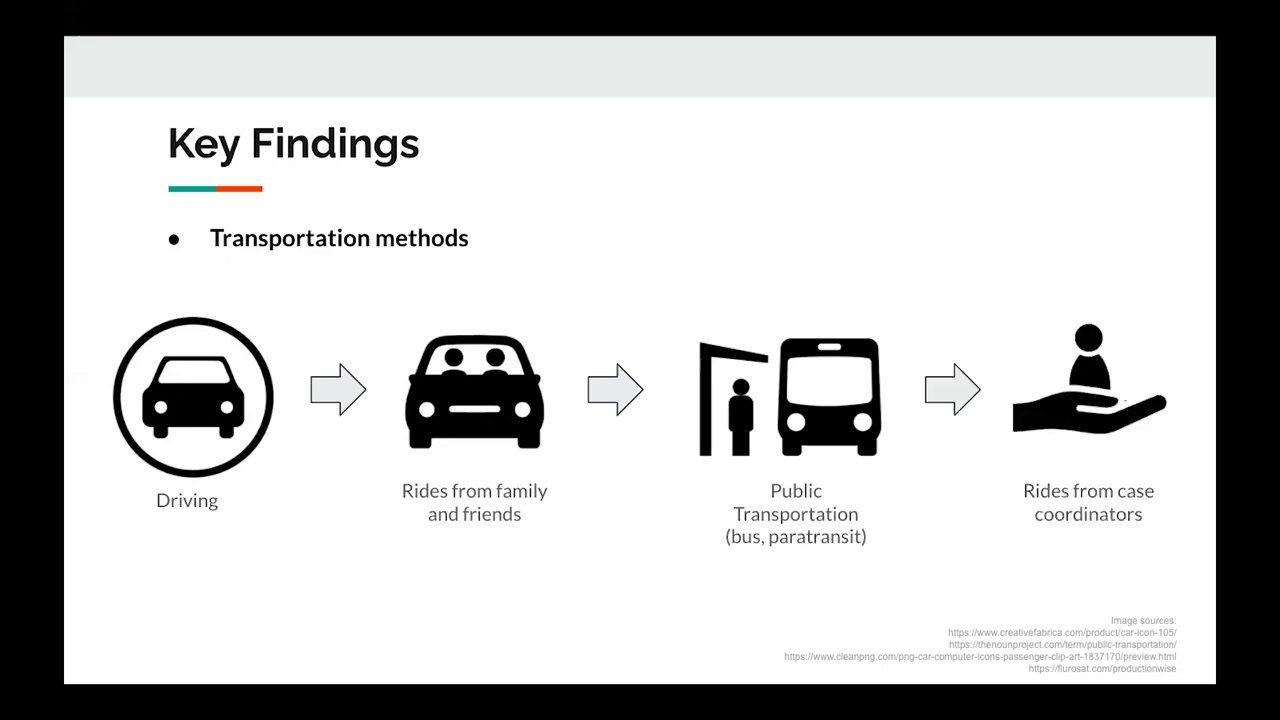 Key Findings
● Transportation methods
Driving
Rides from family
and friends
Public
Transportation
(bus, paratransit)
Rides from case
coordinators
Image sources:
https://www.creativefabrica.com/product/car-icon-105/
https://thenounproject.com/term/public-transportation/
https://www.cleanpng.com/png-car-computer-icons-passenger-clip-art-1837170/preview.html
https://flurosat.com/productionwise